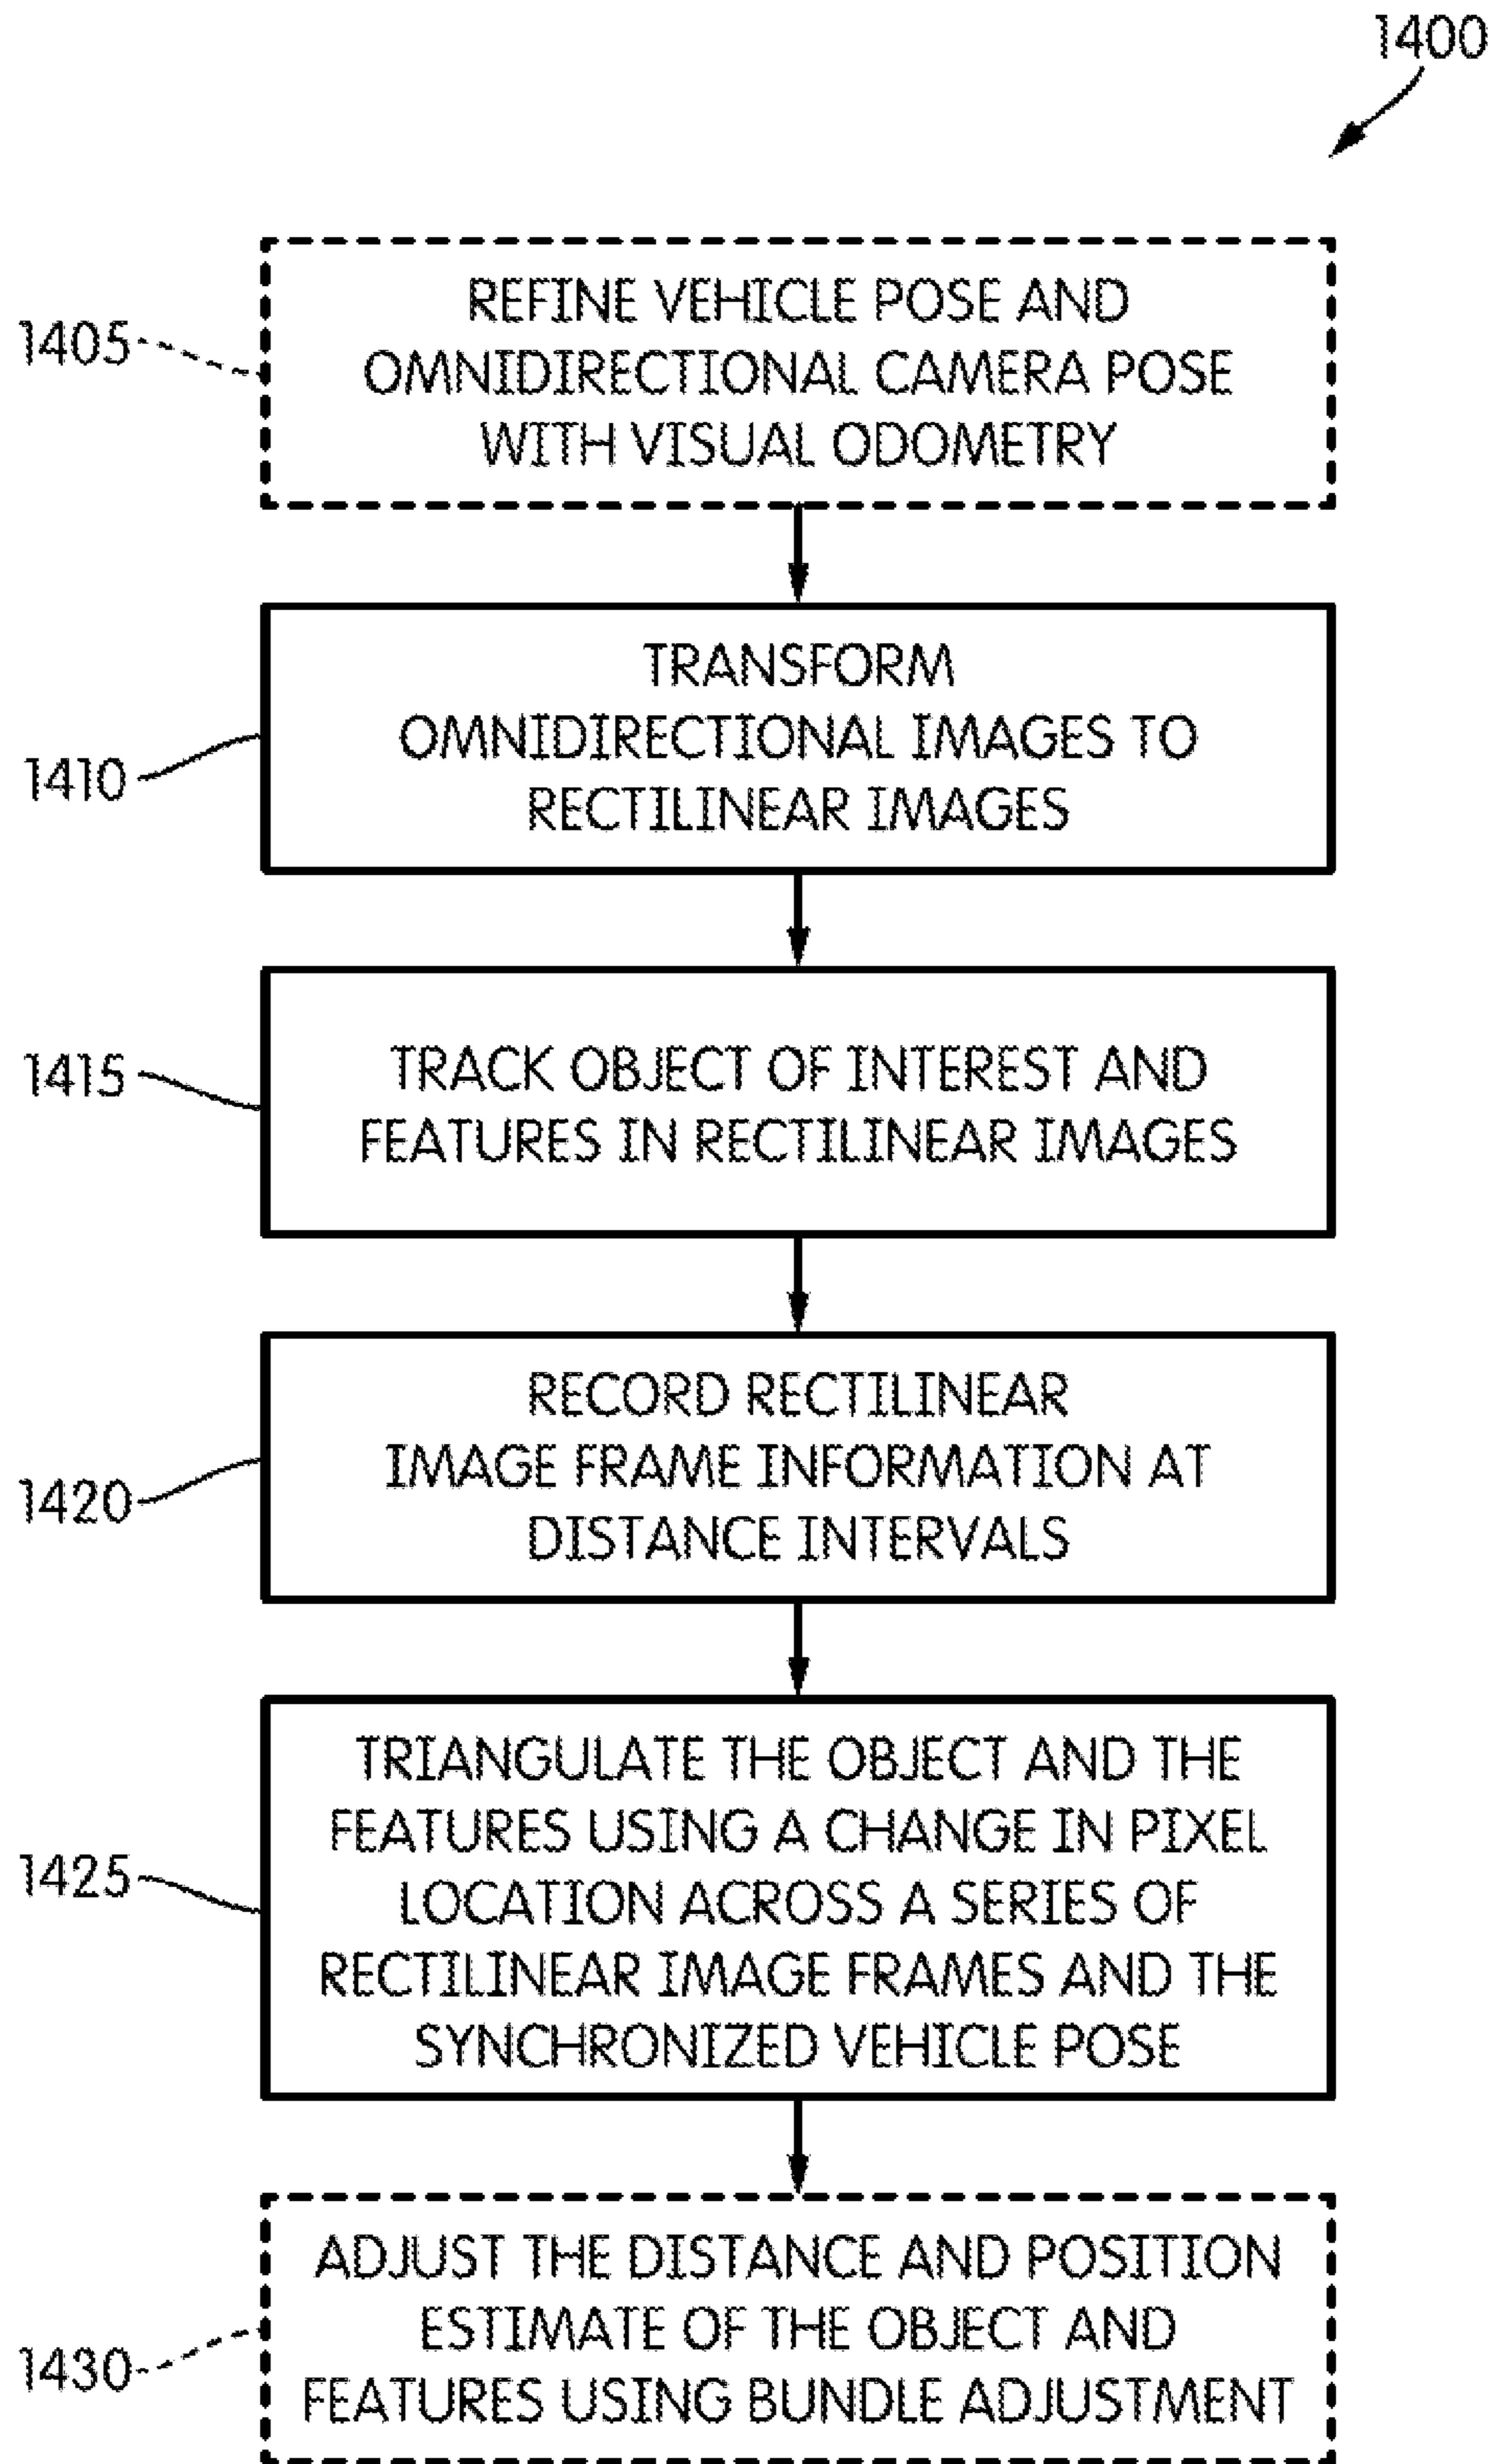 1400
1405
REFINE VEHICLE POSE AND
OMNIDIRECTIONAL CAMERA POSE
WITH VISUAL ODOMETRY
1410
TRANSFORM
OMNIDIRECTIONAL IMAGES TO
RECTILINEAR IMAGES
1415
TRACK OBJECT OF INTEREST AND
FEATURES IN RECTILINEAR IMAGES
1420
RECORD RECTILINEAR
IMAGE FRAME INFORMATION AT
DISTANCE INTERVALS
1425
TRIANGULATE THE OBJECT AND THE
FEATURES USING A CHANGE IN PIXEL
LOCATION ACROSS A SERIES OF
RECTILINEAR IMAGE FRAMES AND THE
SYNCHRONIZED VEHICLE POSE
1430
ADJUST THE DISTANCE AND POSITION
ESTIMATE OF THE OBJECT AND
FEATURES USING BUNDLE ADJUSTMENT